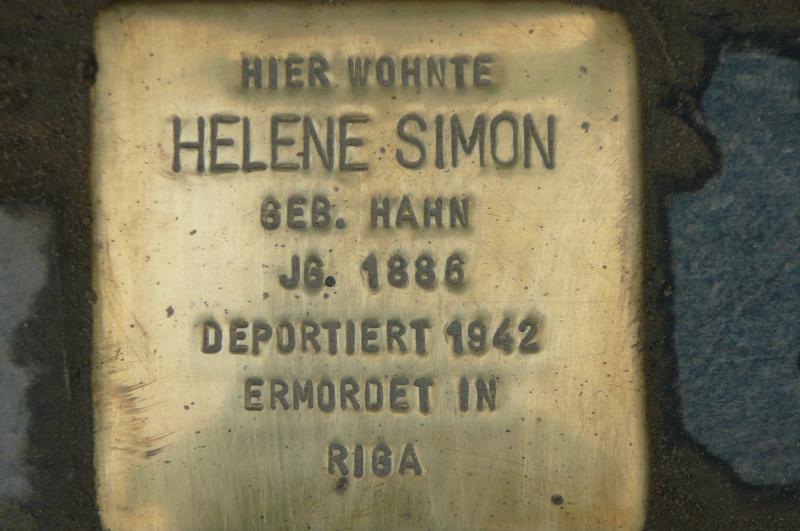 HIER WOHNTE
HELENE SIMON
GEB. HAHN
JG. 1886
DEPORTIERT 1942
ERMORDET IN
RIGA